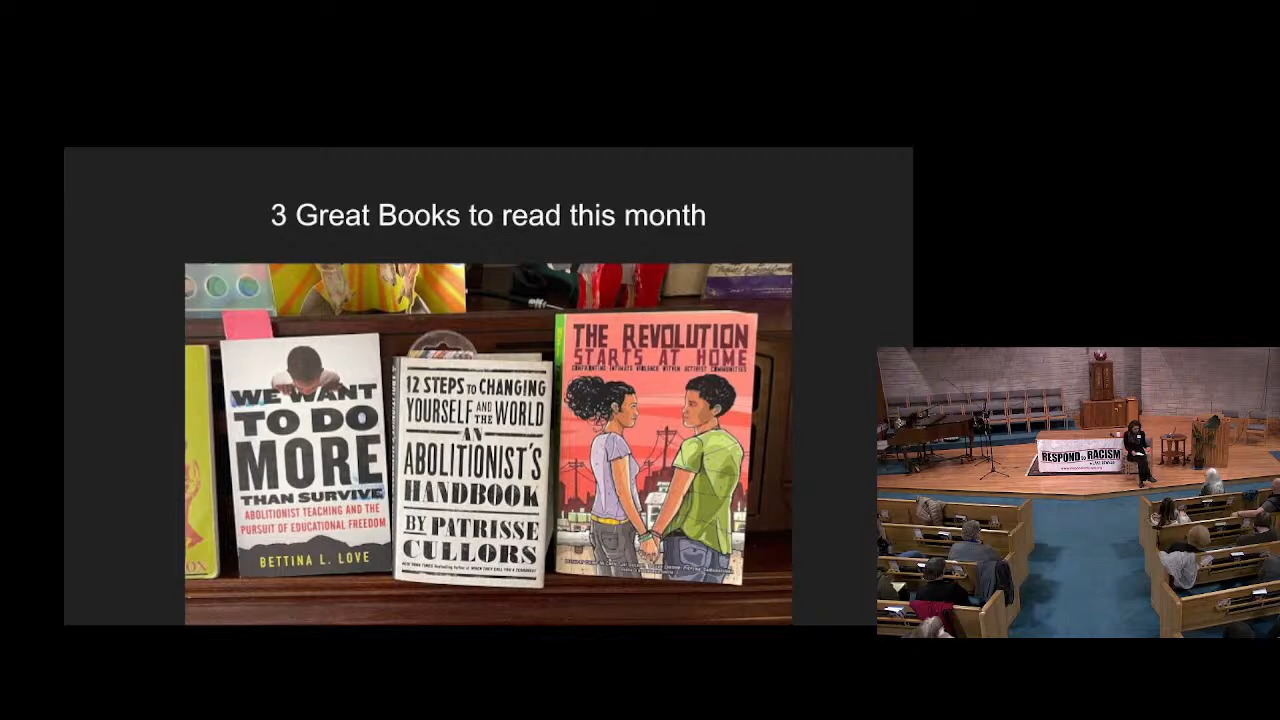 3 Great Books to read this month
WE WANT
TO DO
MORE
THAN SURVIVE
ABOLITIONIST TEACHING AND THE
PURSUIT OF EDUCATIONAL FREEDOM
BETTINA L. LOVE
12 STEPS TO CHANGING
YOURSELF AND THE WORLD
AN
ABOLITIONIST'S
HANDBOOK
BY PATRISSE
CULLORS
THE REVOLUTION
STARTS AT HOME
CONFRONTING INTIMATE VIOLENCE WITHIN ACTIVIST COMMUNITIES
RESPOND TO RACISM